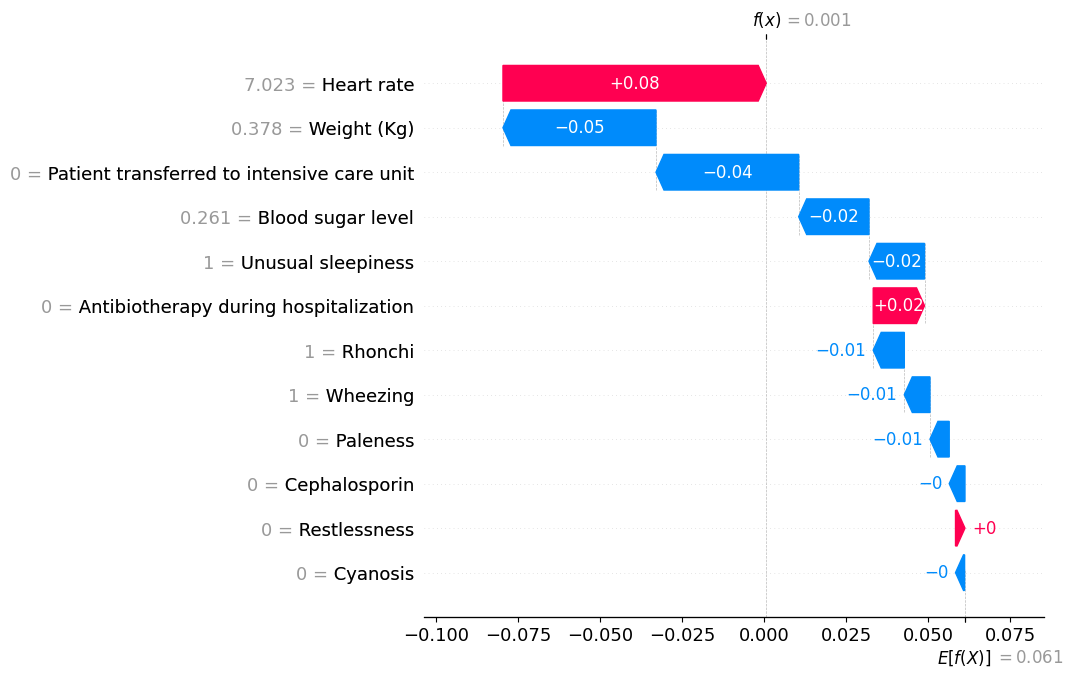 f(x) = 0.001
7.023 = Heart rate
+0.08
0.378 = Weight (Kg)
−0.05
0 = Patient transferred to intensive care unit
−0.04
0.261 = Blood sugar level
−0.02
1 = Unusual sleepiness
−0.02
0 = Antibiotherapy during hospitalization
+0.02
1 = Rhonchi
−0.01
1 = Wheezing
−0.01
0 = Paleness
−0.01
0 = Cephalosporin
−0
0 = Restlessness
+0
0 = Cyanosis
−0
−0.100 −0.075 −0.050 −0.025 0.000 0.025 0.050 0.075
E[f(X)] = 0.061